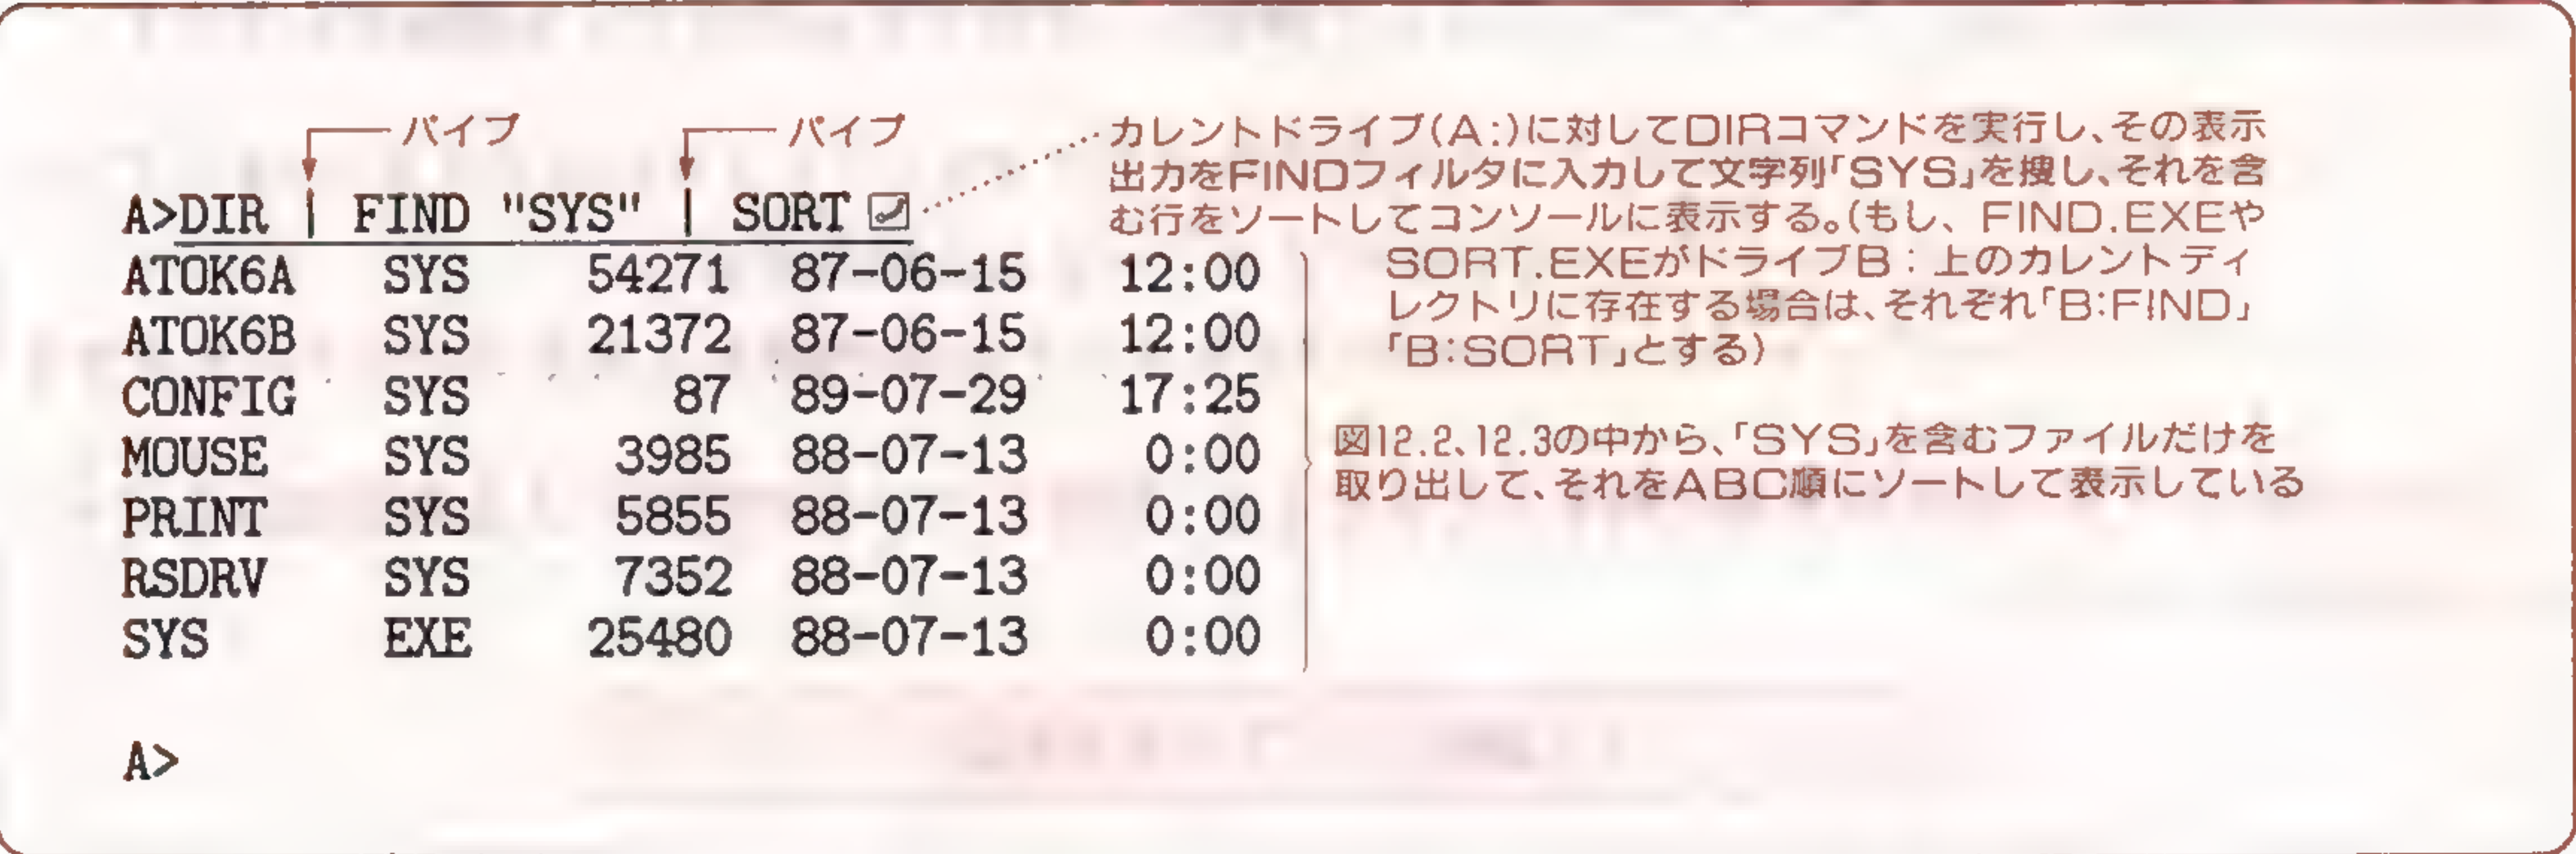 パイプ パイプ
A>DIR | FIND "SYS" | SORT
カレントドライブ(A:)に対してDIRコマンドを実行し、その表示
出力をFINDフィルタに入力して文字列「SYS」を捜し、それを含
む行をソートしてコンソールに表示する。(もし、FIND.EXEや
SORT.EXEがドライブB:上のカレントディ
レクトリに存在する場合は、それぞれ「B:FIND」
「B:SORT」とする)
ATOK6A SYS 54271 87-06-15 12:00
ATOK6B SYS 21372 87-06-15 12:00
CONFIG SYS 87 89-07-29 17:25
MOUSE SYS 3985 88-07-13 0:00
PRINT SYS 5855 88-07-13 0:00
RSDRV SYS 7352 88-07-13 0:00
SYS EXE 25480 88-07-13 0:00
図12.2、12.3の中から、「SYS」を含むファイルだけを
取り出して、それをABC順にソートして表示している
A>